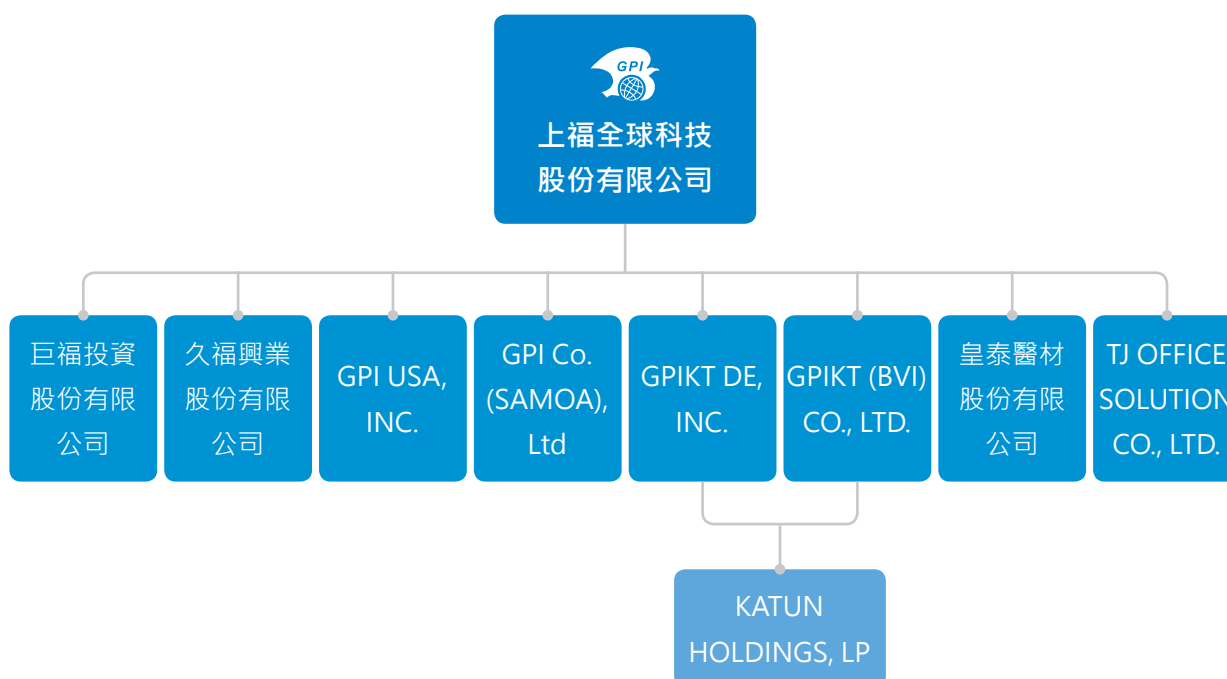 GPI
上福全球科技
股份有限公司
巨福投資
股份有限
公司
久福興業
股份有限
公司
GPI USA,
INC.
GPI Co.
(SAMOA),
Ltd
GPIKT DE,
INC.
GPIKT (BVI)
CO., LTD.
皇泰醫材
股份有限
公司
TJ OFFICE
SOLUTION
CO., LTD.
KATUN
HOLDINGS, LP